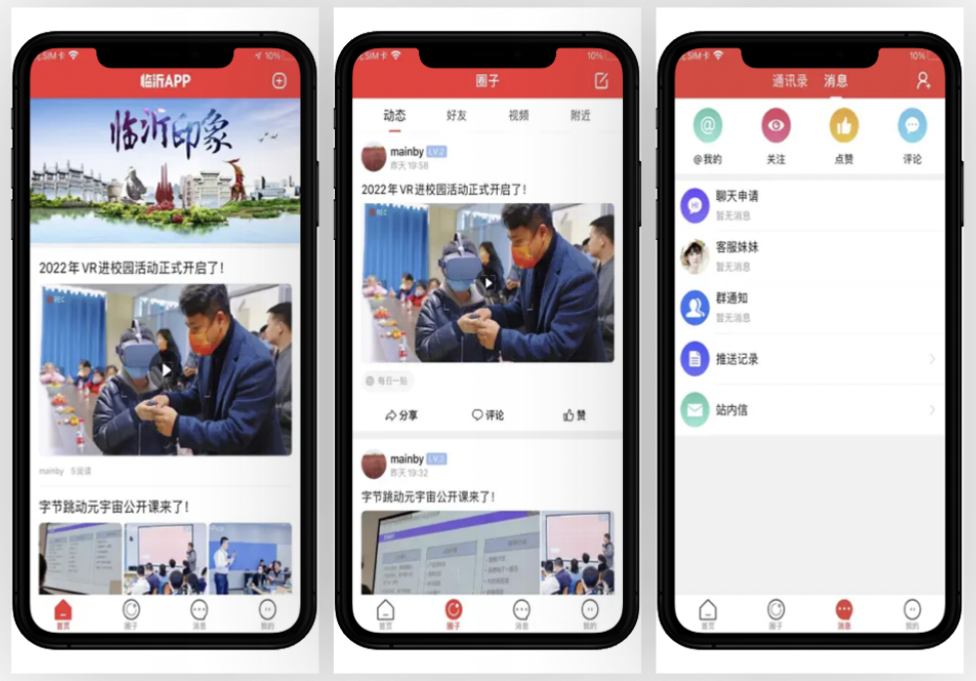 SIM卡
10%
临沂APP
临沂印象
2022年VR进校园活动正式开启了!
REC
mainby 5阅读
字节跳动元宇宙公开课来了!
首页
圈子
消息
我的
SIM卡
10%
圈子
动态
好友
视频
附近
mainby LV.2
昨天 19:58
2022年VR进校园活动正式开启了!
REC
每日一贴
分享
评论
赞
mainby LV.2
昨天 19:32
字节跳动元宇宙公开课来了!
首页
圈子
消息
我的
SIM卡
10%
通讯录
消息
@
@我的
关注
点赞
评论
HI
聊天申请
暂无消息
客服妹妹
暂无消息
群通知
暂无消息
推送记录
站内信
首页
圈子
消息
我的